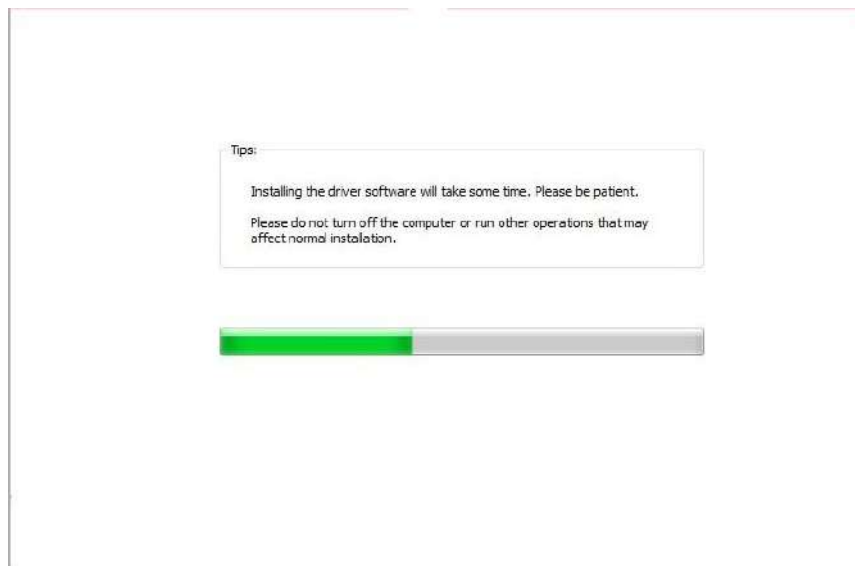 Tips:
Installing the driver software will take some time. Please be patient.
Please do not turn off the computer or run other operations that may
affect normal installation.